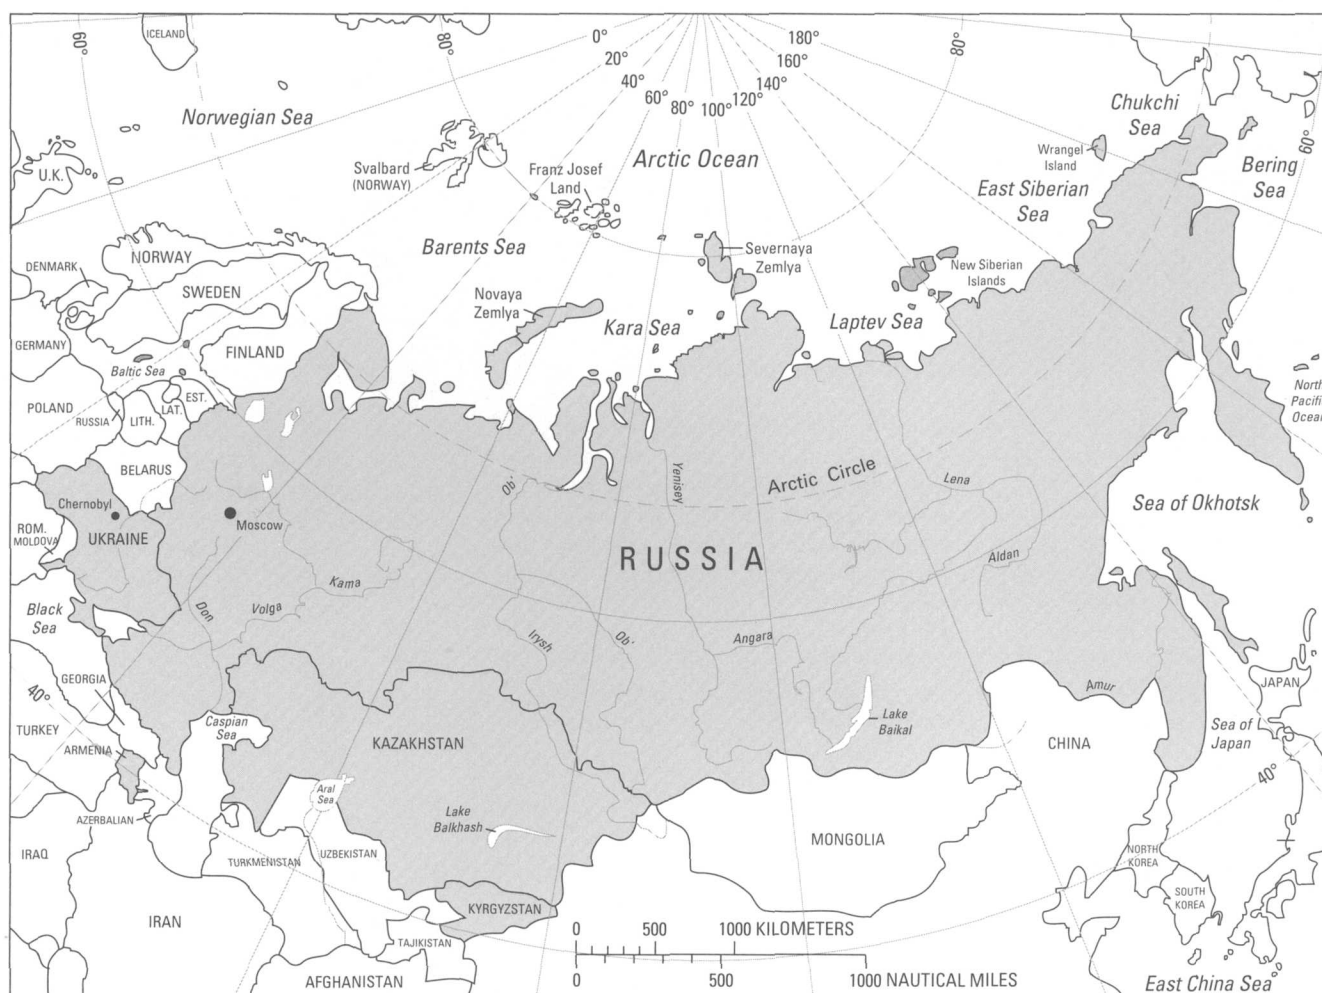 ICELAND
60°
80°
0°
20°
40°
60°
80°
100°
120°
140°
160°
180°
80°
60°
Norwegian Sea
Svalbard
(NORWAY)
Franz Josef
Land
Arctic Ocean
Chukchi
Sea
Wrangel
Island
Bering
Sea
U.K.
East Siberian
Sea
Barents Sea
Severnaya
Zemlya
New Siberian
Islands
NORWAY
DENMARK
SWEDEN
Novaya
Zemlya
Kara Sea
Laptev Sea
GERMANY
FINLAND
Baltic Sea
North
Pacific
Ocean
POLAND
RUSSIA
LITH.
LAT.
EST.
BELARUS
Ob'
Yenisey
Arctic Circle
Lena
Sea of Okhotsk
Chernobyl
Moscow
ROM.
MOLDOVA
UKRAINE
RUSSIA
Aldan
Kama
Black
Sea
Don
Volga
Irysh
Ob'
Angara
GEORGIA
40°
Amur
JAPAN
TURKEY
Caspian
Sea
Lake
Baikal
Sea of
Japan
ARMENIA
KAZAKHSTAN
CHINA
40°
Aral
Sea
AZERBALIAN
Lake
Balkhash
MONGOLIA
IRAQ
TURKMENISTAN
UZBEKISTAN
NORTH
KOREA
SOUTH
KOREA
IRAN
KYRGYZSTAN
TAJIKISTAN
AFGHANISTAN
0 500 1000 KILOMETERS
0 500 1000 NAUTICAL MILES
East China Sea